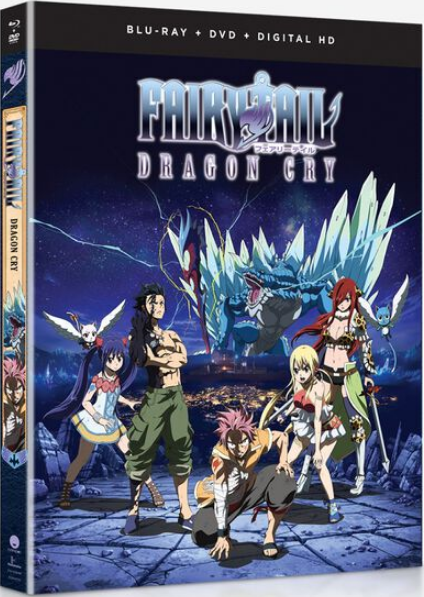 BLU-RAY + DVD + DIGITAL HD
FAIRY TAIL
フェアリーテイル
DRAGON CRY
FAIRY TAIL
DRAGON CRY